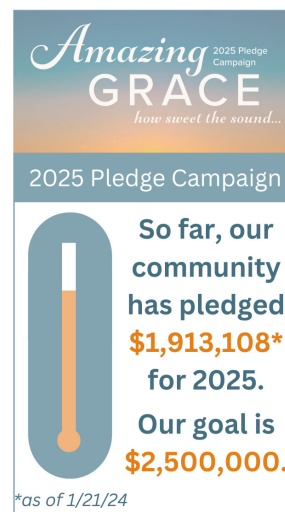 Amazing
2025 Pledge
Campaign
GRACE
how sweet the sound...
2025 Pledge Campaign
So far, our
community
has pledged
$1,913,108*
for 2025.
Our goal is
$2,500,000.
*as of 1/21/24